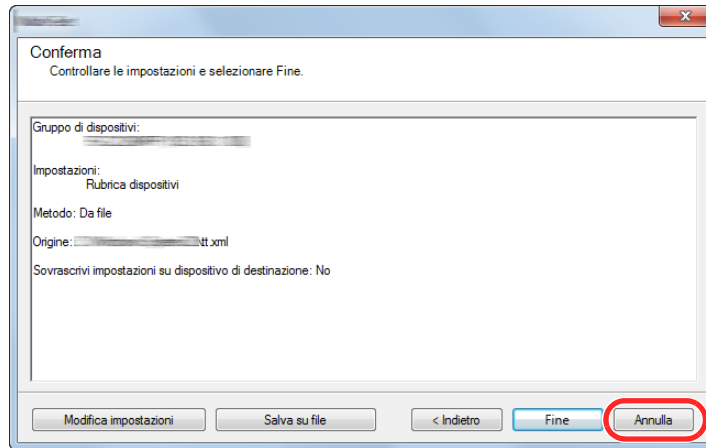 Conferma
Controllare le impostazioni e selezionare Fine.
Gruppo di dispositivi:
Impostazioni:
Rubrica dispositivi
Metodo: Da file
Origine: \tt.xml
Sovrascrivi impostazioni su dispositivo di destinazione: No
Modifica impostazioni Salva su file < Indietro Fine Annulla